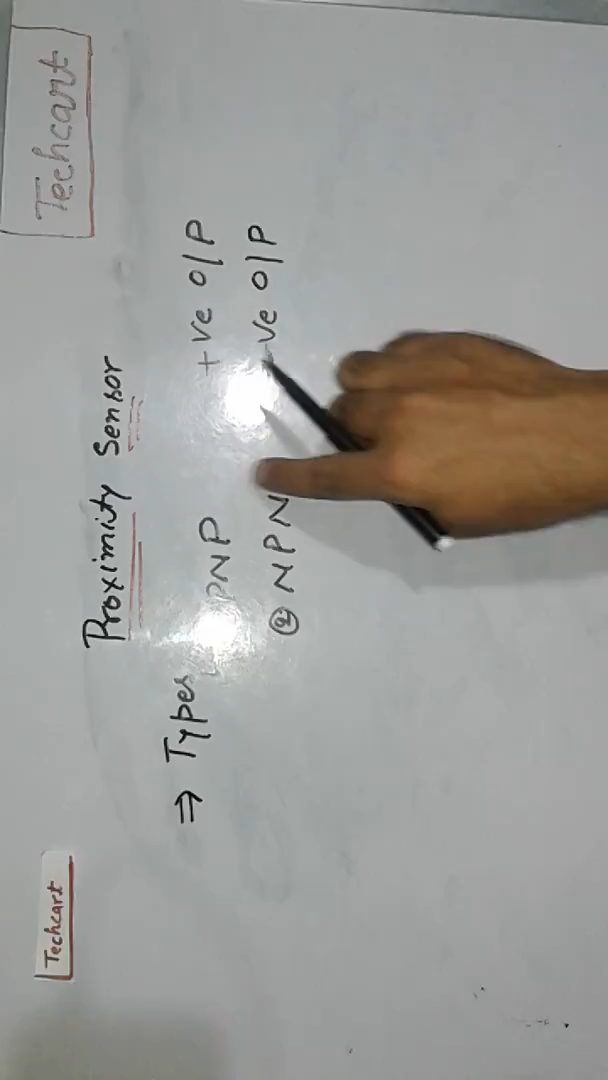 Techcart
Proximity Sensor
⇒ Types
PNP +ve O/P
② NPN -ve O/P
Techcart